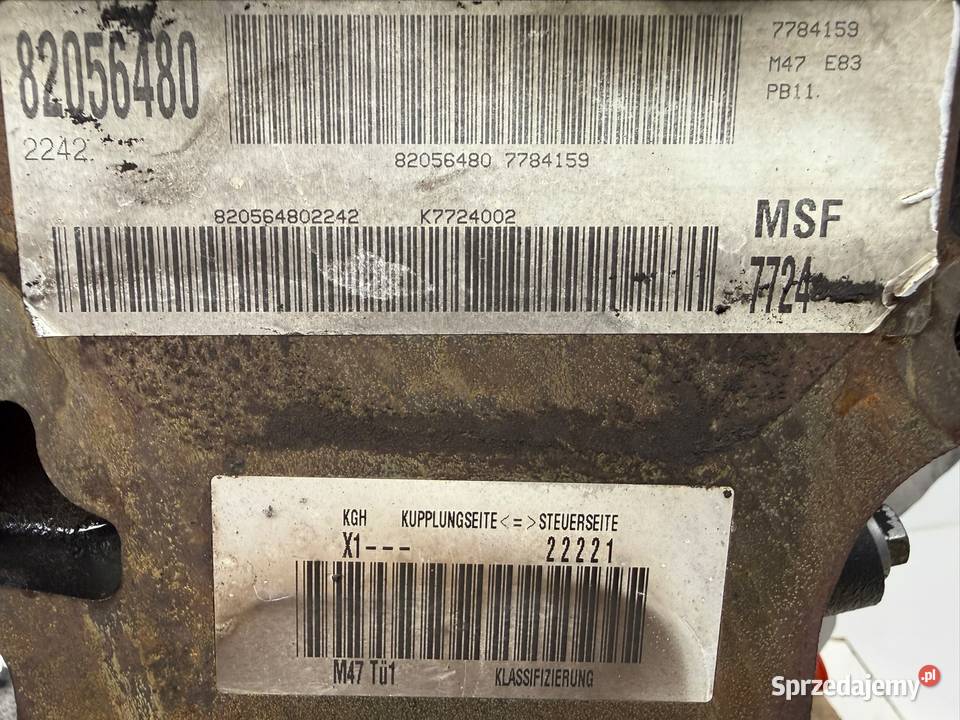 82056480
2242.
7784159
M47 E83
PB11.
82056480 7784159
820564802242 K7724002
MSF
7724
KGH KUPPLUNGSEITE<=>STEUERSEITE
X1--- 22221
M47 Tü1 KLASSIFIZIERUNG
Sprzedajemy.pl